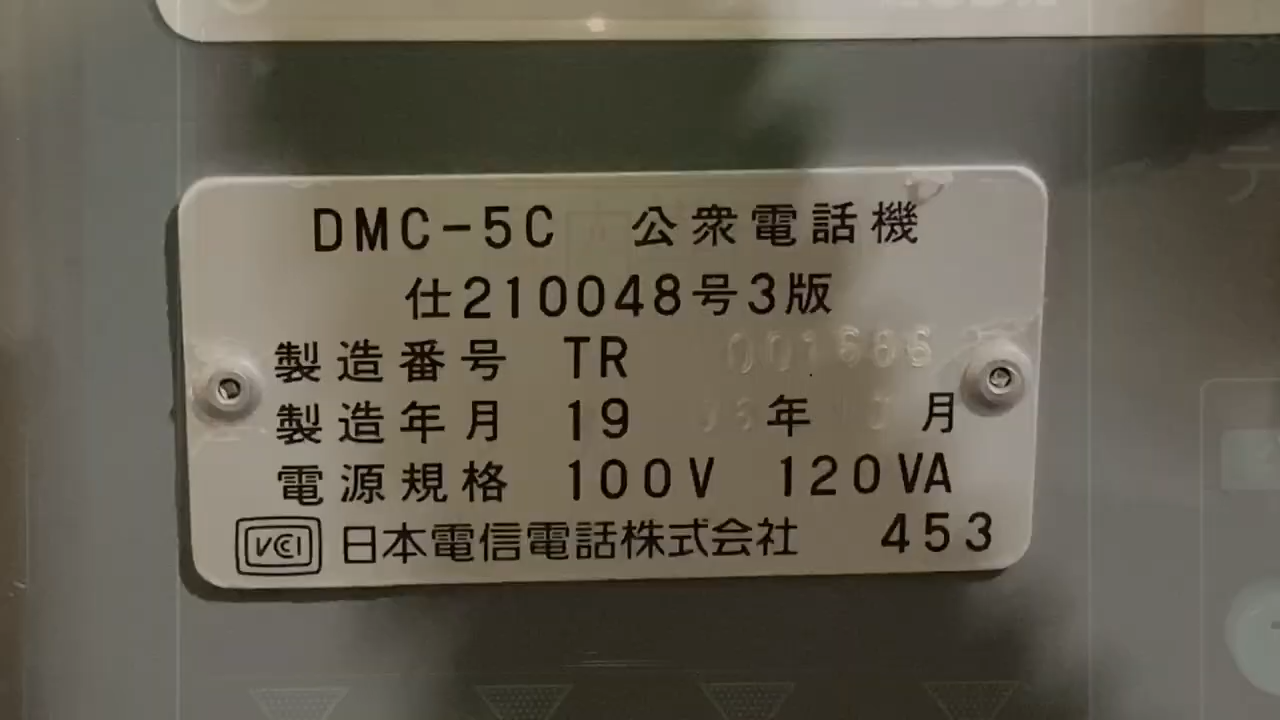 DMC-5C 公衆電話機
仕210048号3版
製造番号 TR 001686
製造年月 19 年 月
電源規格 100V 120VA
VCCI 日本電信電話株式会社 453